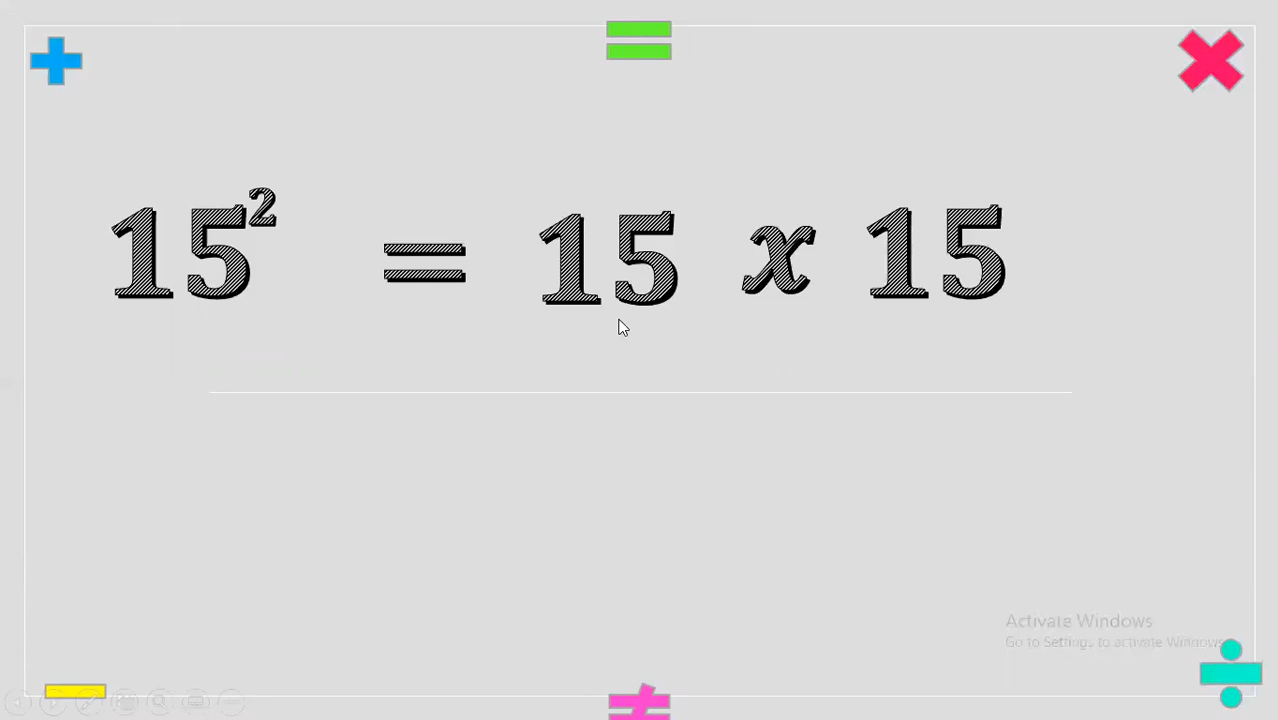 15² = 15 x 15
Activate Windows
Go to Settings to activate Windows.